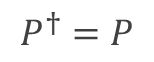 P† = P